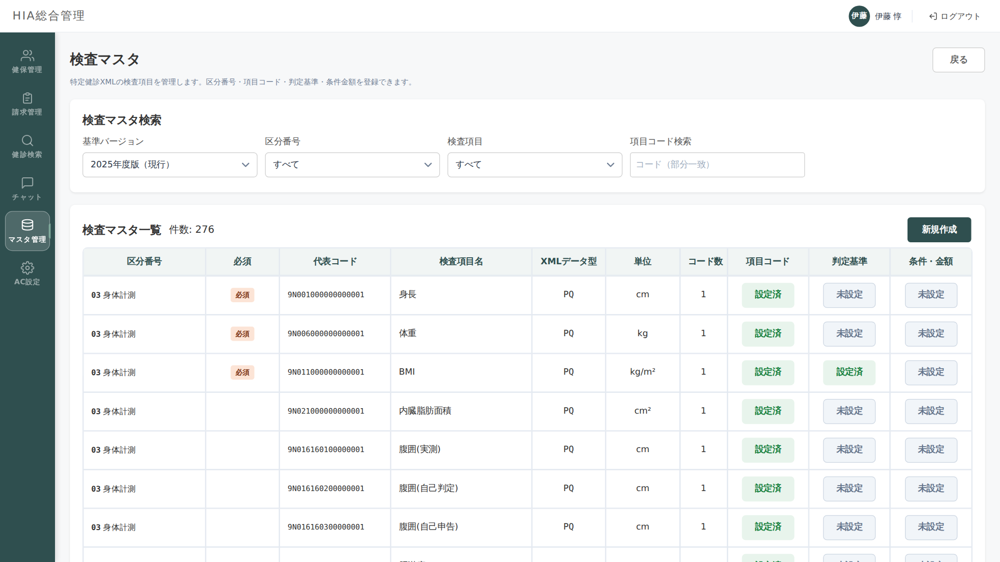 HIA総合管理
伊藤 伊藤 惇 ログアウト
健保管理
請求管理
健診検索
チャット
マスタ管理
AC設定
検査マスタ
戻る
特定健診XMLの検査項目を管理します。区分番号・項目コード・判定基準・条件金額を登録できます。
検査マスタ検索
基準バージョン 区分番号 検査項目 項目コード検索
2025年度版（現行） すべて すべて コード（部分一致）
検査マスタ一覧 件数: 276 新規作成
区分番号 必須 代表コード 検査項目名 XMLデータ型 単位 コード数 項目コード 判定基準 条件・金額
03 身体計測 必須 9N001000000000001 身長 PQ cm 1 設定済 未設定 未設定
03 身体計測 必須 9N006000000000001 体重 PQ kg 1 設定済 未設定 未設定
03 身体計測 必須 9N011000000000001 BMI PQ kg/m² 1 設定済 設定済 未設定
03 身体計測 9N021000000000001 内臓脂肪面積 PQ cm² 1 設定済 未設定 未設定
03 身体計測 9N016160100000001 腹囲(実測) PQ cm 1 設定済 未設定 未設定
03 身体計測 9N016160200000001 腹囲(自己判定) PQ cm 1 設定済 未設定 未設定
03 身体計測 9N016160300000001 腹囲(自己申告) PQ cm 1 設定済 未設定 未設定